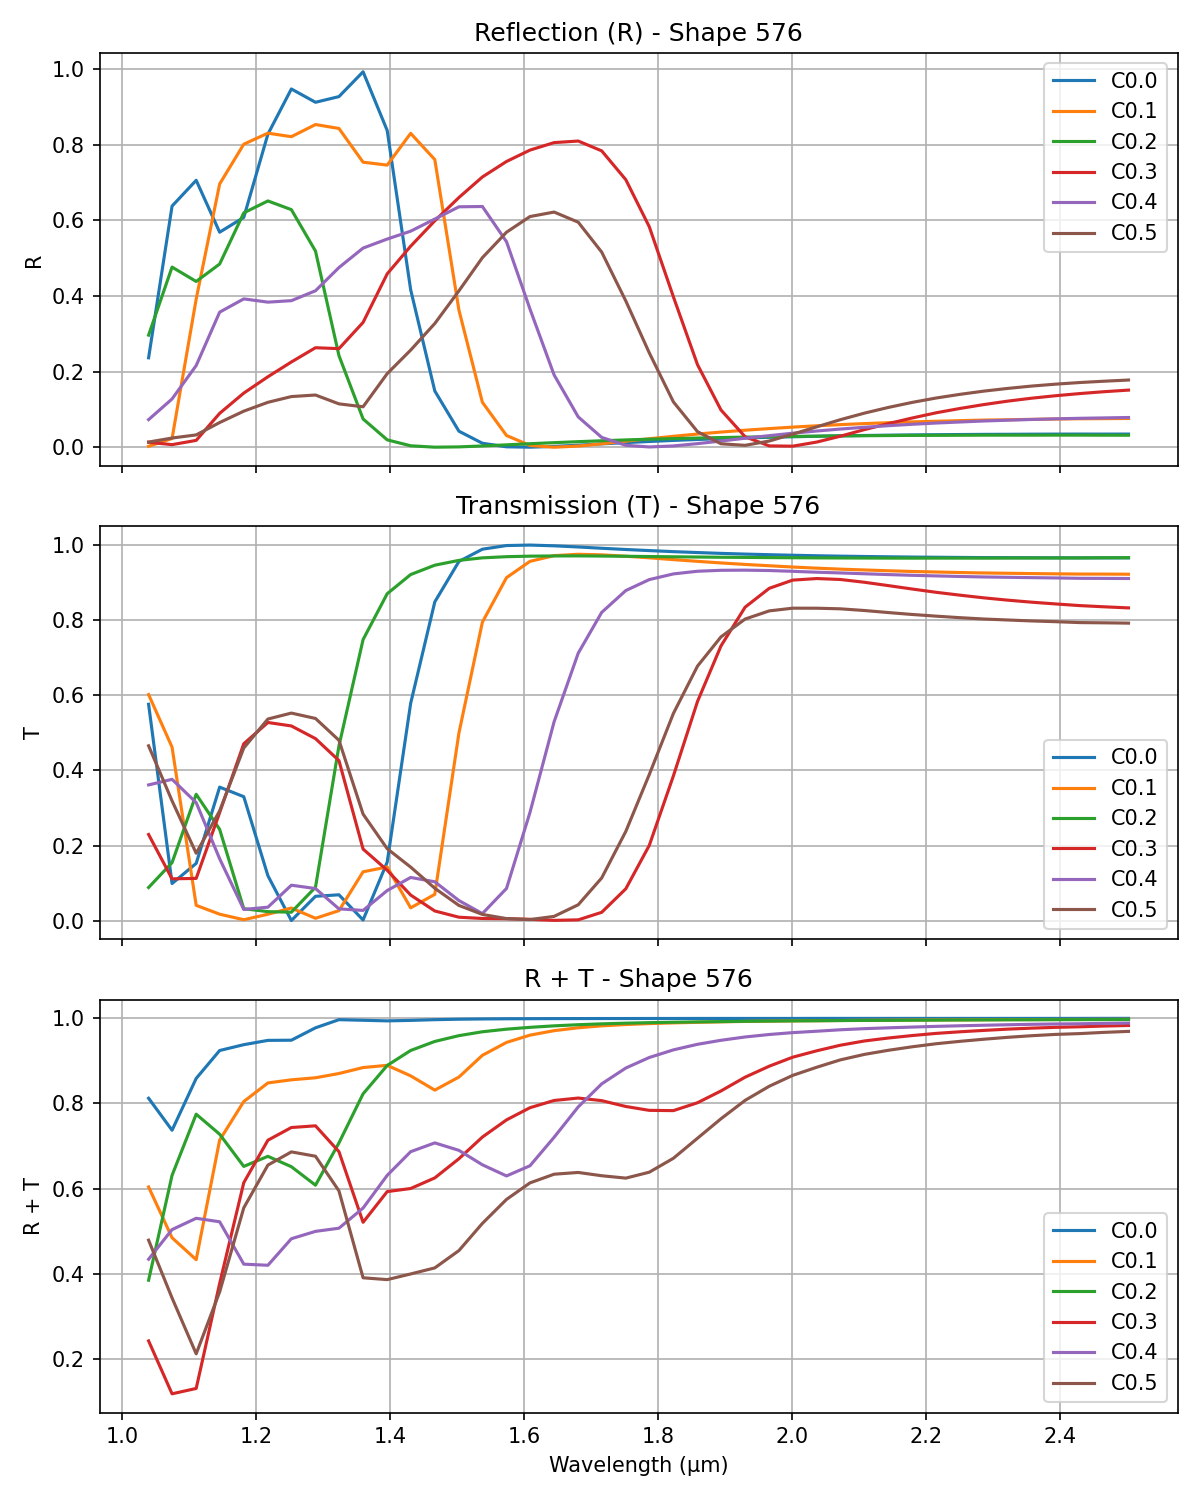 Reflection (R) - Shape 576
1.0
0.8
0.6
0.4
0.2
0.0
R
C0.0
C0.1
C0.2
C0.3
C0.4
C0.5
Transmission (T) - Shape 576
1.0
0.8
0.6
0.4
0.2
0.0
T
C0.0
C0.1
C0.2
C0.3
C0.4
C0.5
R + T - Shape 576
1.0
0.8
0.6
0.4
0.2
R + T
C0.0
C0.1
C0.2
C0.3
C0.4
C0.5
1.0 1.2 1.4 1.6 1.8 2.0 2.2 2.4
Wavelength (μm)